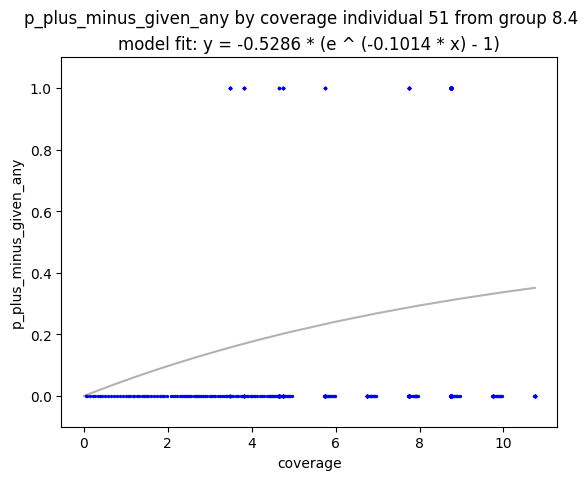 p_plus_minus_given_any by coverage individual 51 from group 8.4
model fit: y = -0.5286 * (e ^ (-0.1014 * x) - 1)
1.0
0.8
0.6
0.4
0.2
0.0
p_plus_minus_given_any
0 2 4 6 8 10
coverage